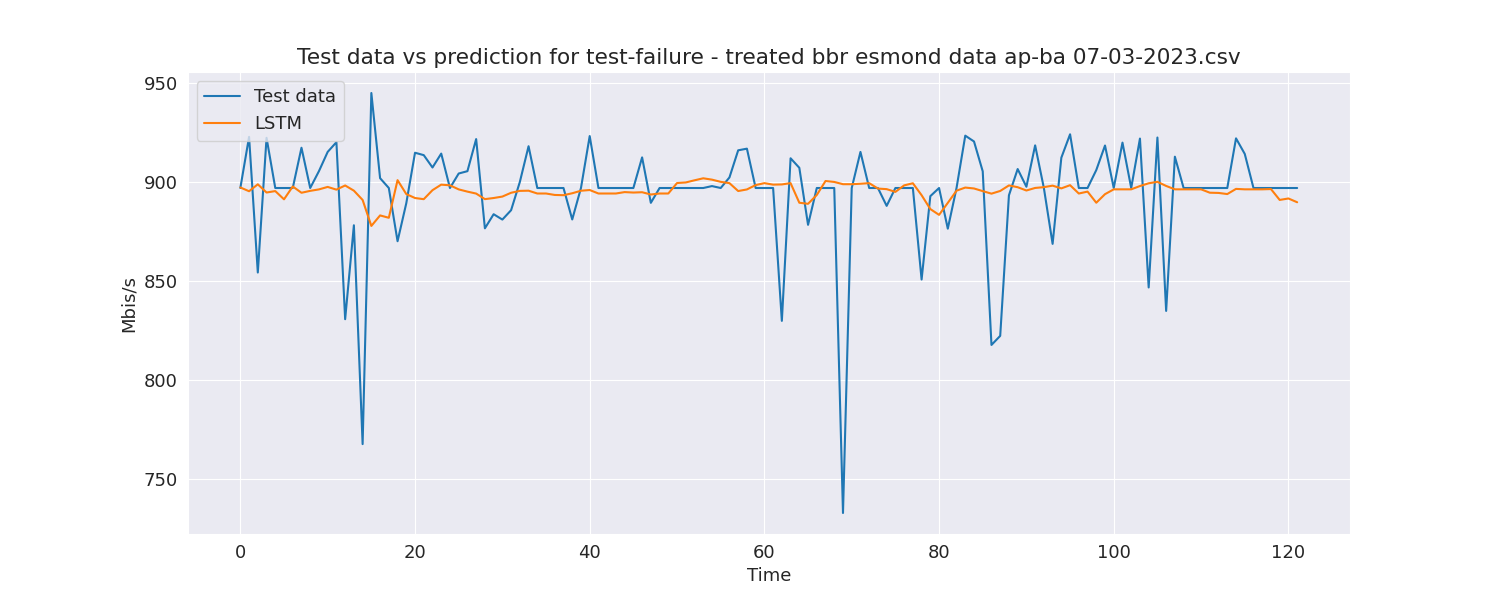 Test data vs prediction for test-failure - treated bbr esmond data ap-ba 07-03-2023.csv
Test data
LSTM
950
900
850
800
750
Mbis/s
0 20 40 60 80 100 120
Time